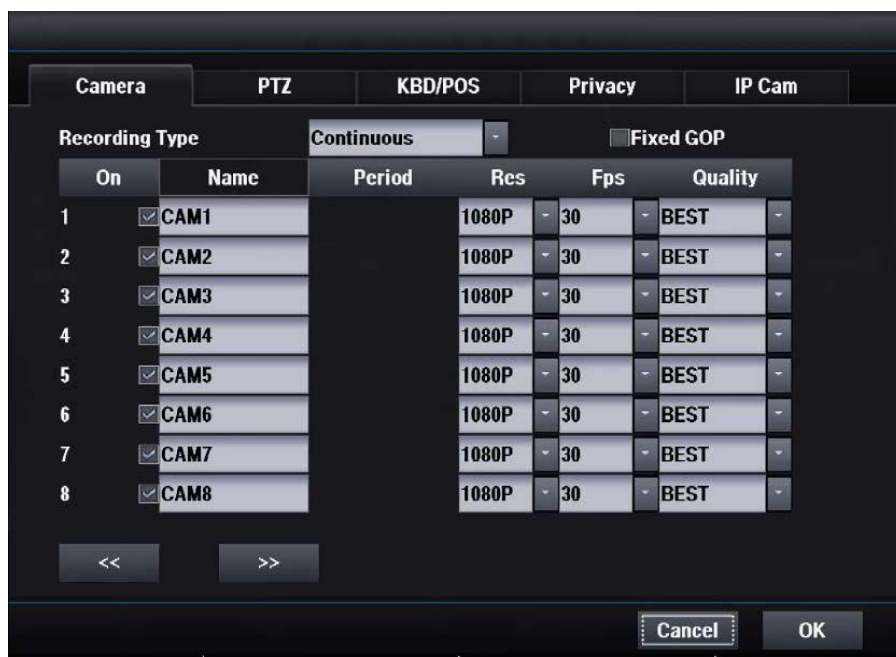 Camera PTZ KBD/POS Privacy IP Cam
Recording Type Continuous Fixed GOP
On Name Period Res Fps Quality
1 CAM1 1080P 30 BEST
2 CAM2 1080P 30 BEST
3 CAM3 1080P 30 BEST
4 CAM4 1080P 30 BEST
5 CAM5 1080P 30 BEST
6 CAM6 1080P 30 BEST
7 CAM7 1080P 30 BEST
8 CAM8 1080P 30 BEST
<< >>
Cancel OK